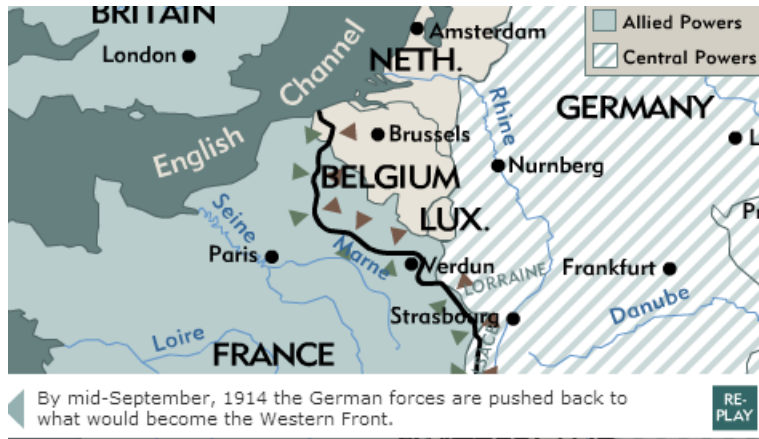 BRITAIN
London
English
Channel
Amsterdam
NETH.
Allied Powers
Central Powers
GERMANY
Rhine
Brussels
Nurnberg
BELGIUM
LUX.
Seine
Paris
Marne
Verdun
LORRAINE
Frankfurt
Danube
Strasbourg
Loire
FRANCE
By mid-September, 1914 the German forces are pushed back to
what would become the Western Front.
RE-
PLAY